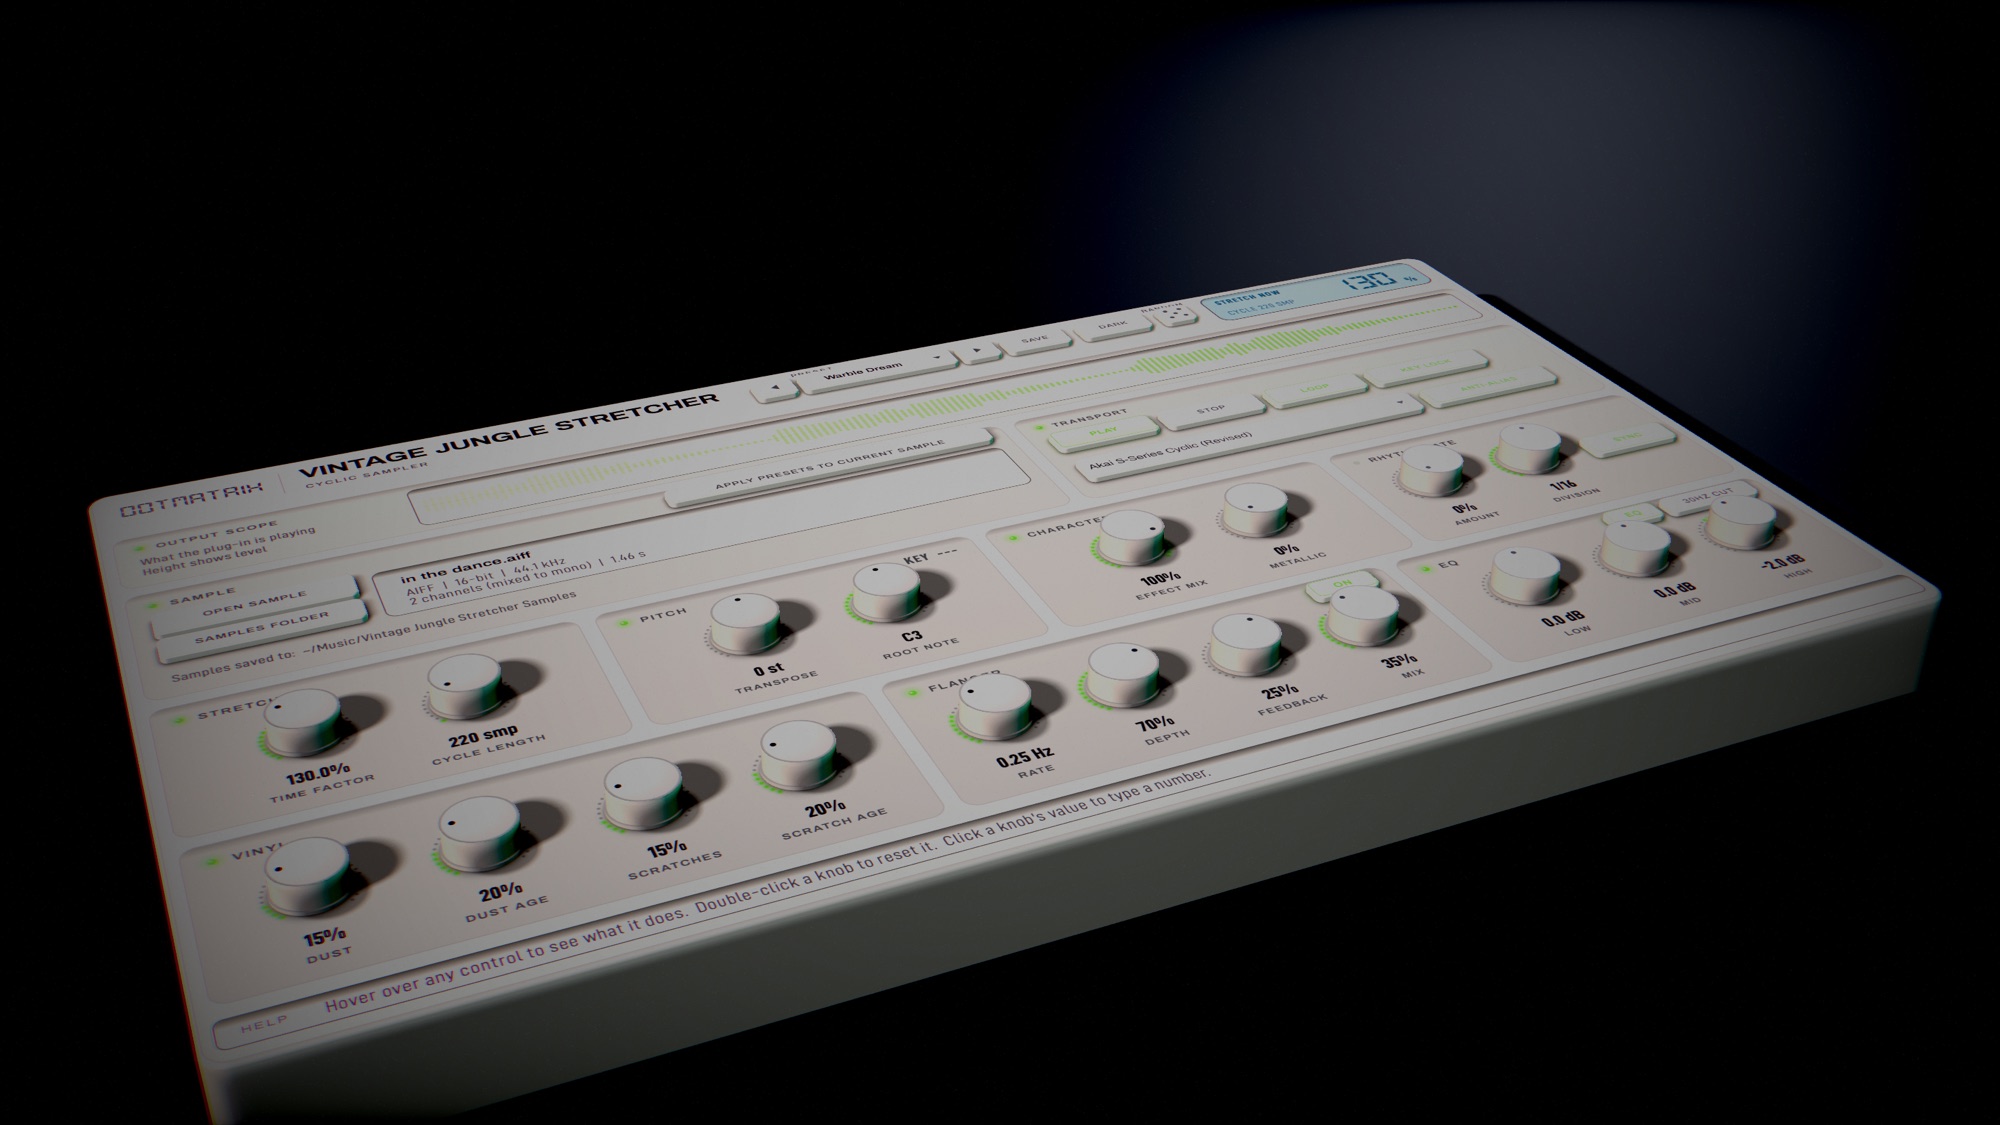 DOTMATRIX
VINTAGE JUNGLE STRETCHER
CYCLIC SAMPLER
PRESET
Warble Dream
SAVE
DARK
RANDOM
STRETCH NOW
CYCLE 220 SMP
130 %
OUTPUT SCOPE
What the plug-in is playing
Height shows level
SAMPLE
OPEN SAMPLE
SAMPLES FOLDER
in the dance.aiff
AIFF | 16-bit | 44.1 kHz
2 channels (mixed to mono) | 1.46 s
APPLY PRESETS TO CURRENT SAMPLE
Samples saved to: ~/Music/Vintage Jungle Stretcher Samples
TRANSPORT
PLAY
STOP
LOOP
KEY LOCK
Akai S-Series Cyclic (Revised)
ANTI ALIAS
STRETCH
130.0%
TIME FACTOR
220 smp
CYCLE LENGTH
PITCH
KEY ---
0 st
TRANSPOSE
C3
ROOT NOTE
CHARACTER
100%
EFFECT MIX
0%
METALLIC
0%
AMOUNT
1/16
DIVISION
SYNC
VINYL
15%
DUST
20%
DUST AGE
15%
SCRATCHES
20%
SCRATCH AGE
FLANGER
ON
0.25 Hz
RATE
70%
DEPTH
25%
FEEDBACK
35%
MIX
EQ
EQ
30HZ CUT
0.0 dB
LOW
0.0 dB
MID
-2.0 dB
HIGH
HELP
Hover over any control to see what it does. Double-click a knob to reset it. Click a knob's value to type a number.